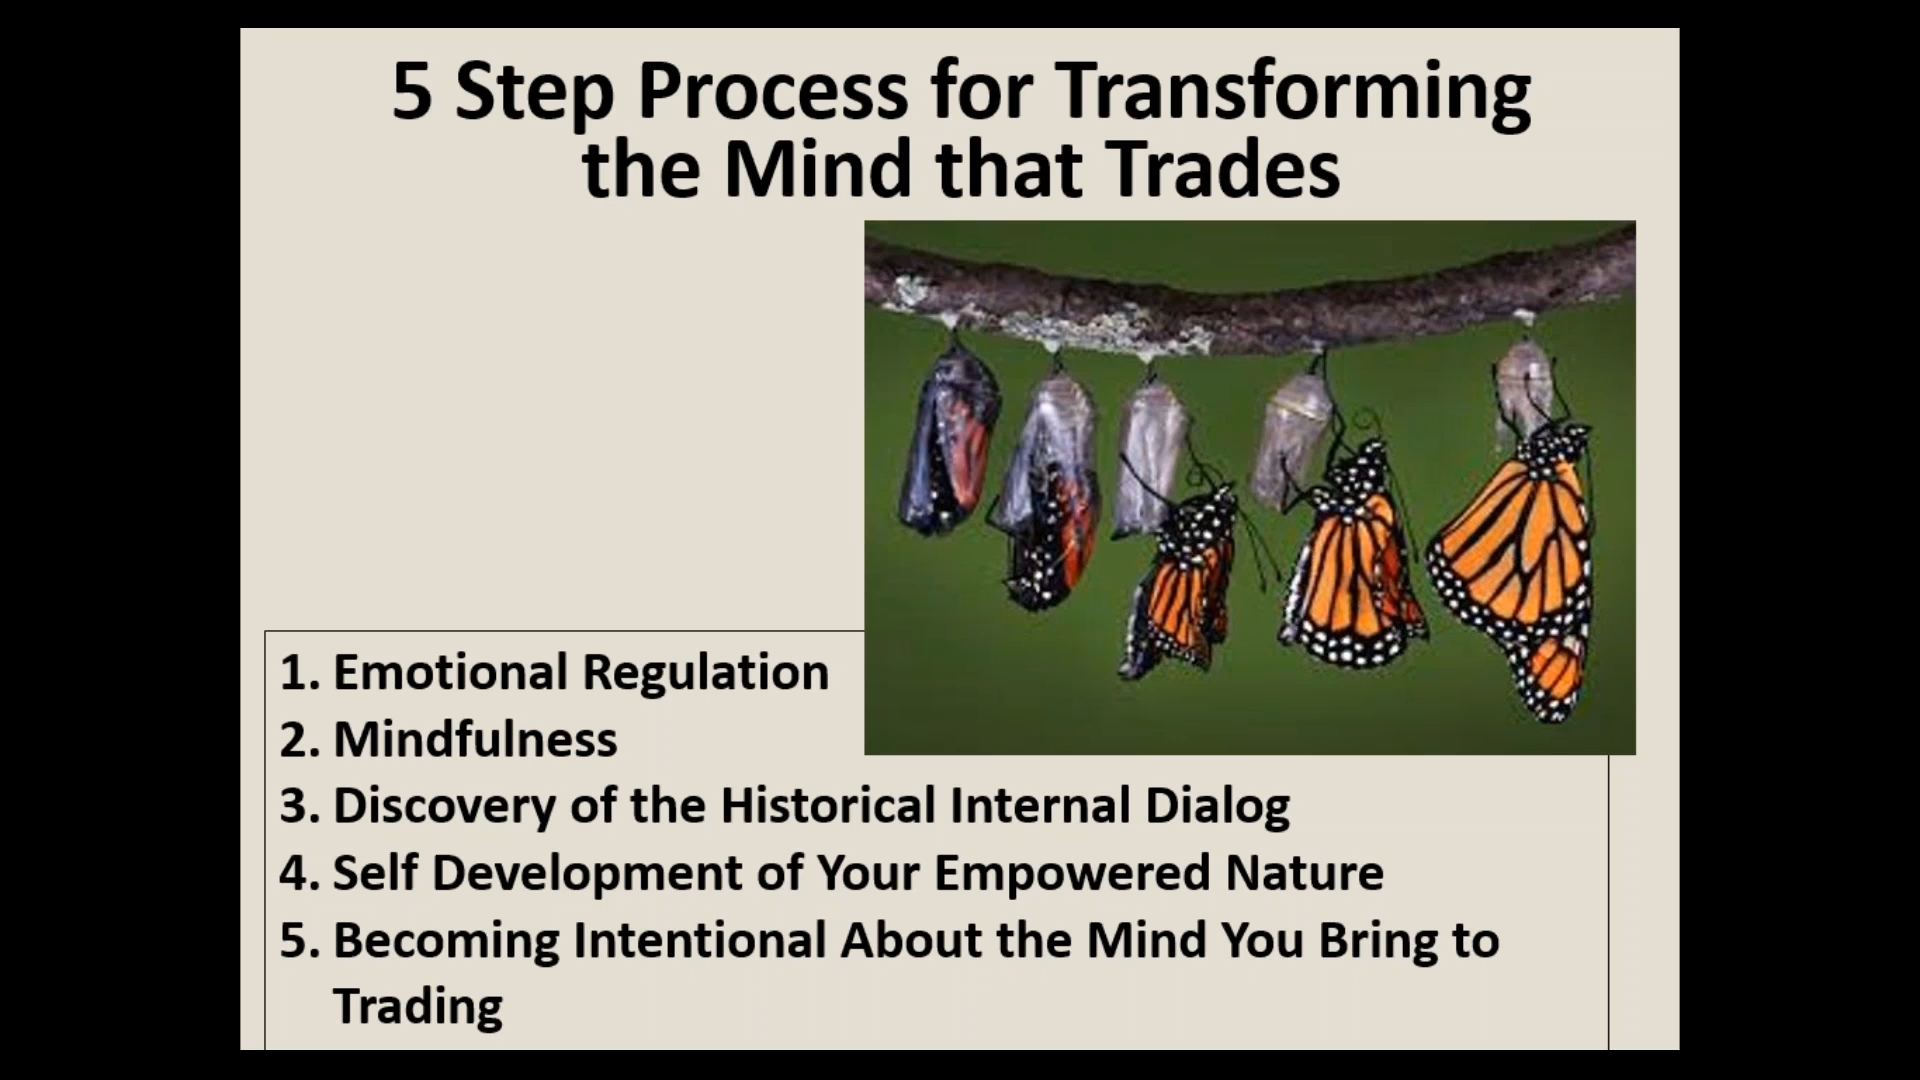 5 Step Process for Transforming
the Mind that Trades
1. Emotional Regulation
2. Mindfulness
3. Discovery of the Historical Internal Dialog
4. Self Development of Your Empowered Nature
5. Becoming Intentional About the Mind You Bring to
Trading